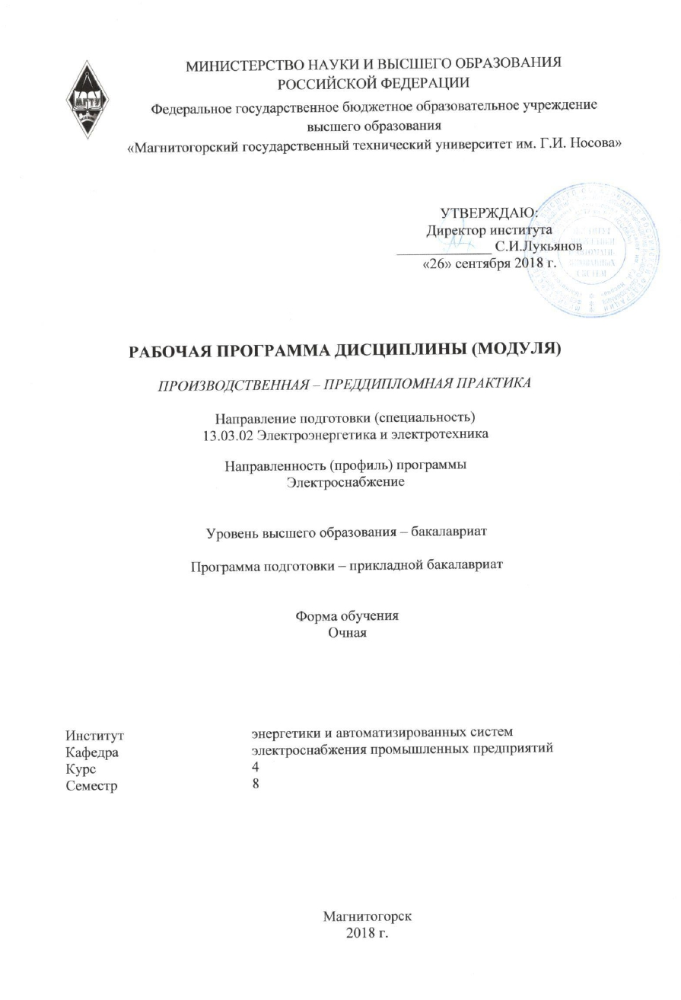 МИНИСТЕРСТВО НАУКИ И ВЫСШЕГО ОБРАЗОВАНИЯ
РОССИЙСКОЙ ФЕДЕРАЦИИ
Федеральное государственное бюджетное образовательное учреждение
высшего образования
«Магнитогорский государственный технический университет им. Г.И. Носова»
МГТУ
УТВЕРЖДАЮ:
Директор института
С.И.Лукьянов
«26» сентября 2018 г.
РАБОЧАЯ ПРОГРАММА ДИСЦИПЛИНЫ (МОДУЛЯ)
ПРОИЗВОДСТВЕННАЯ – ПРЕДДИПЛОМНАЯ ПРАКТИКА
Направление подготовки (специальность)
13.03.02 Электроэнергетика и электротехника
Направленность (профиль) программы
Электроснабжение
Уровень высшего образования – бакалавриат
Программа подготовки – прикладной бакалавриат
Форма обучения
Очная
Институт энергетики и автоматизированных систем
Кафедра электроснабжения промышленных предприятий
Курс 4
Семестр 8
Магнитогорск
2018 г.